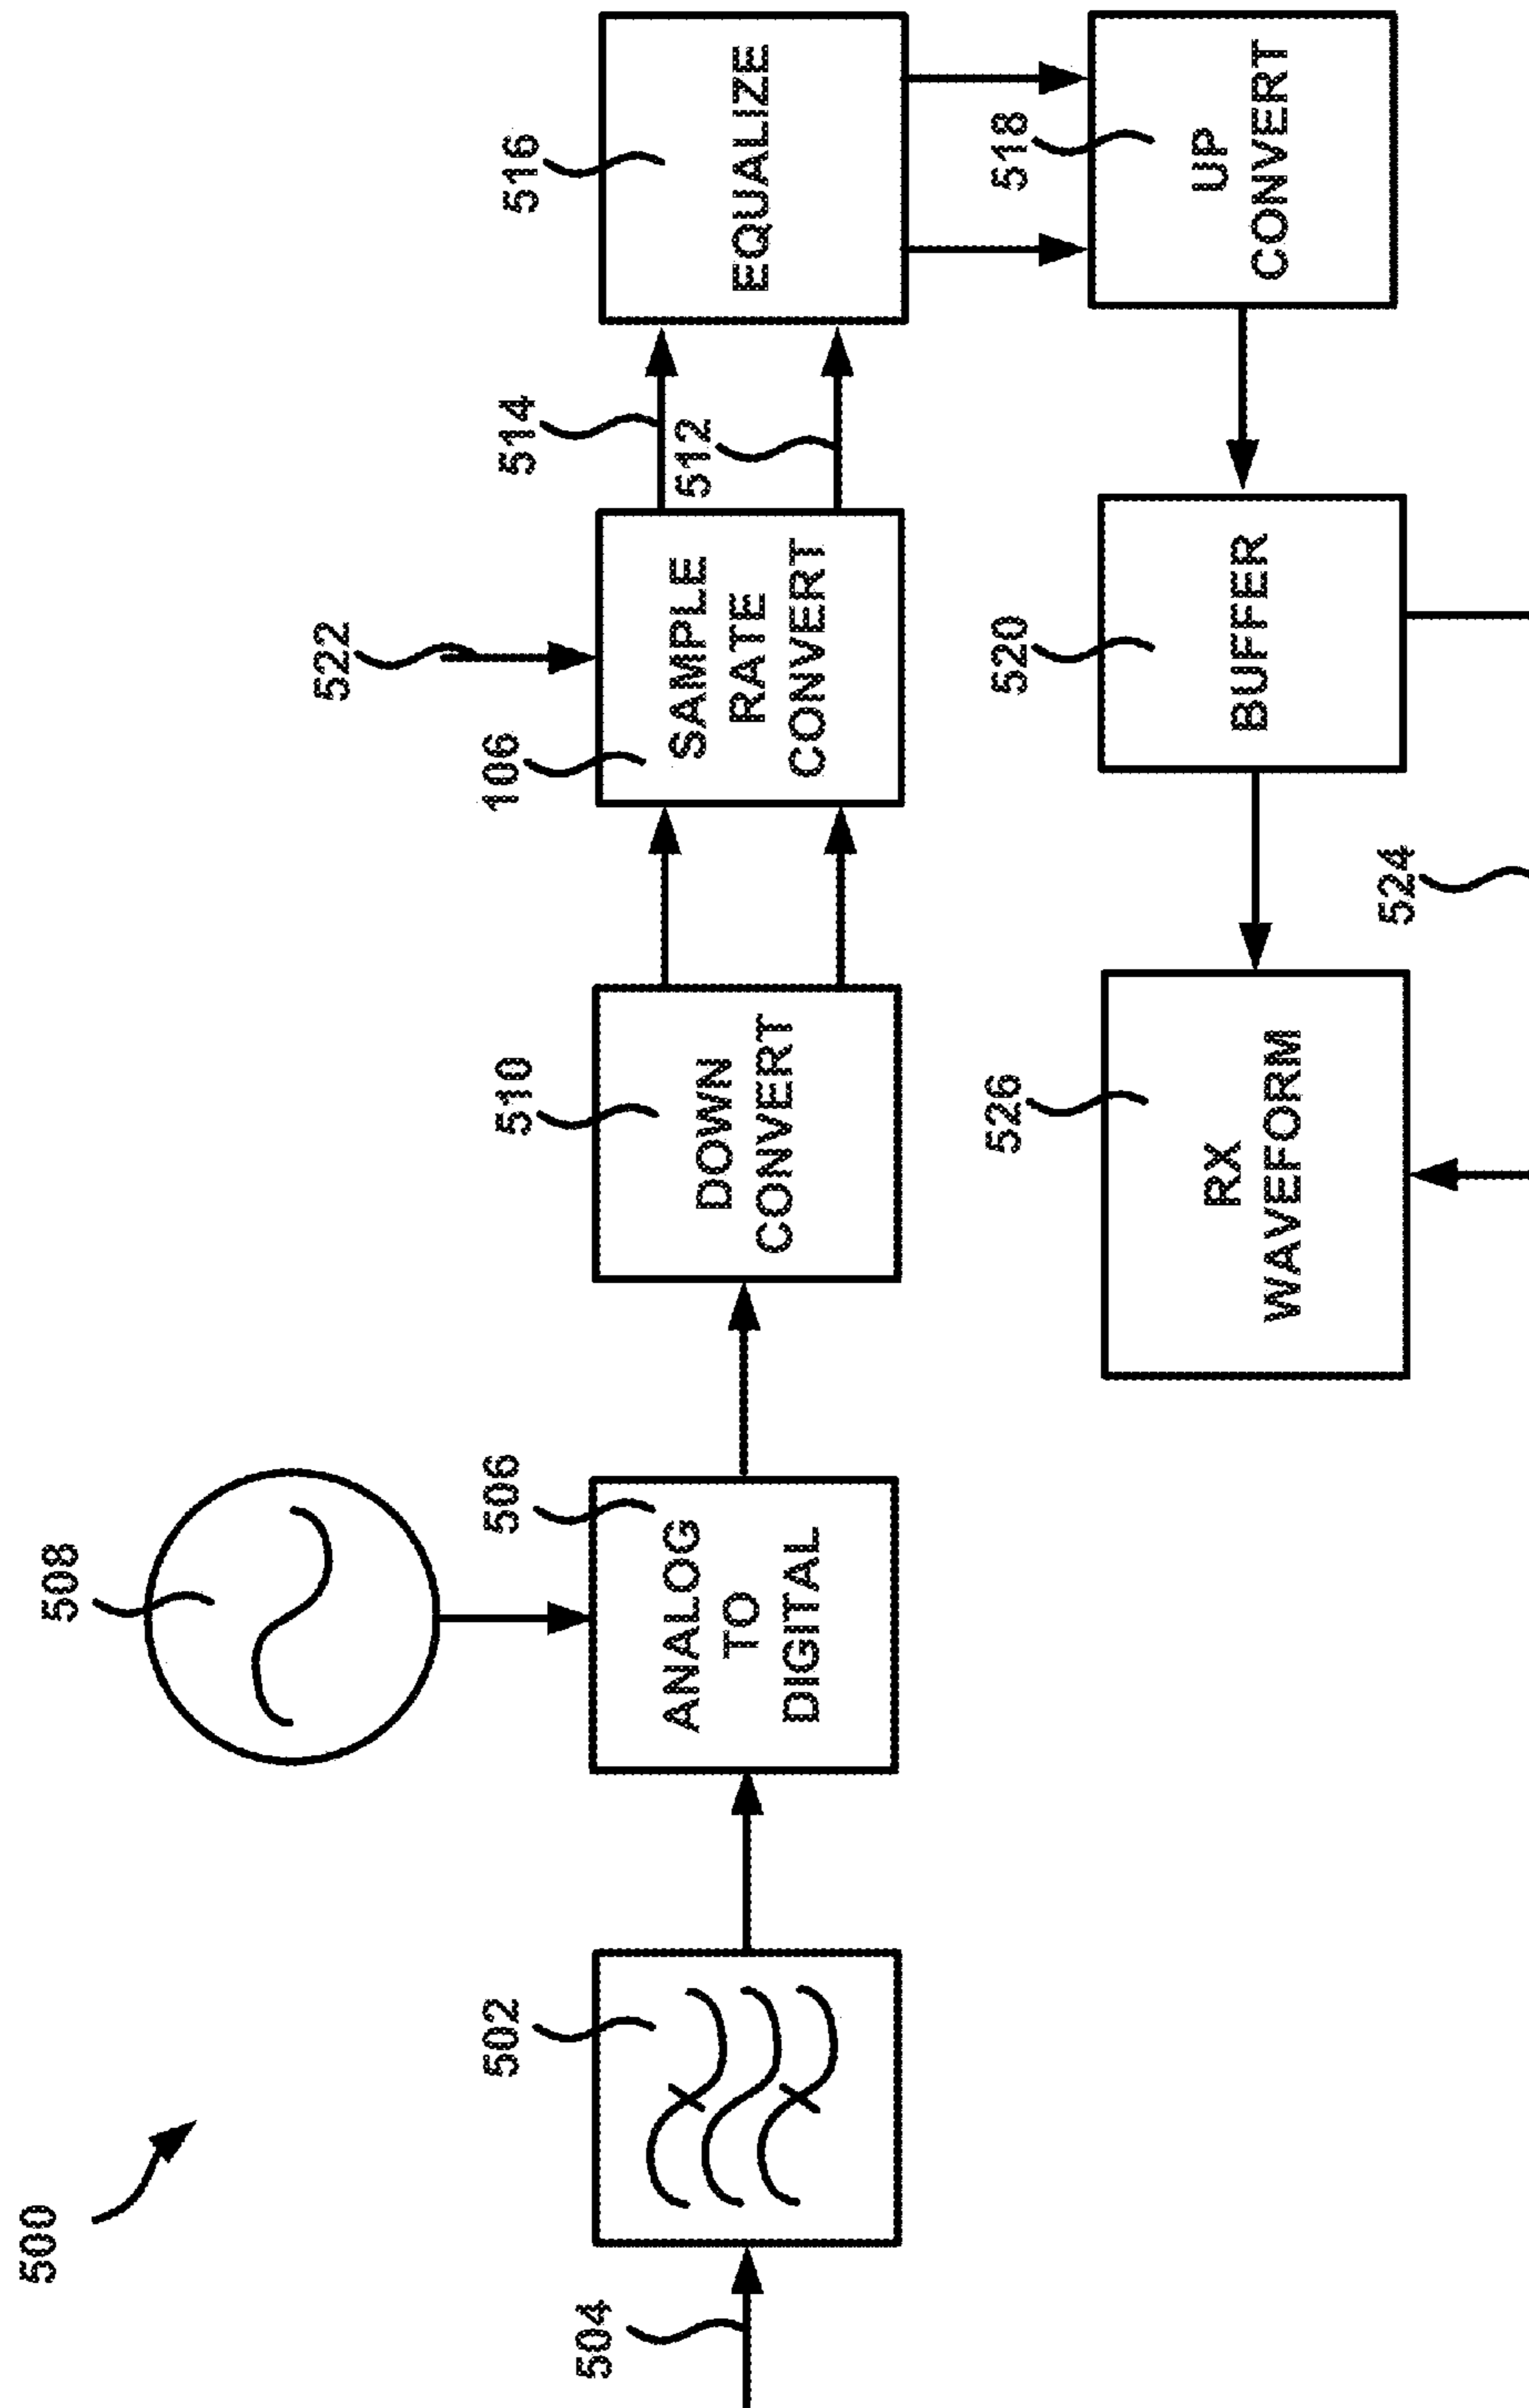 500
508
522
504
502
506
510
106
514
516
ANALOG
TO
DIGITAL
DOWN
CONVERT
SAMPLE
RATE
CONVERT
512
EQUALIZE
526
520
518
RX
WAVEFORM
BUFFER
UP
CONVERT
524